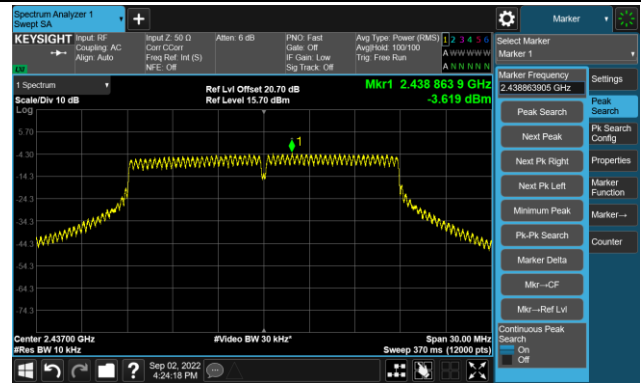 Spectrum Analyzer 1
Swept SA
Marker
KEYSIGHT Input: RF
Coupling: AC
Align: Auto
Input Z: 50 Ω
Corr CCorr
Freq Ref: Int (S)
NFE: Off
Atten: 6 dB
PNO: Fast
Gate: Off
IF Gain: Low
Sig Track: Off
Avg Type: Power (RMS)
Avg|Hold: 100/100
Trig: Free Run
1 2 3 4 5 6
A W W W W W
A N N N N N
Select Marker
Marker 1
1 Spectrum
Scale/Div 10 dB
Log
Ref Lvl Offset 20.70 dB
Ref Level 15.70 dBm
Mkr1 2.438 863 9 GHz
-3.619 dBm
1
5.70
-4.30
-14.3
-24.3
-34.3
-44.3
-54.3
-64.3
-74.3
Center 2.43700 GHz
#Res BW 10 kHz
#Video BW 30 kHz*
Span 30.00 MHz
Sweep 370 ms (12000 pts)
Marker Frequency
2.438863905 GHz
Peak Search
Next Peak
Next Pk Right
Next Pk Left
Minimum Peak
Pk-Pk Search
Marker Delta
Mkr→CF
Mkr→Ref Lvl
Continuous Peak
Search
On
Off
Settings
Peak
Search
Pk Search
Config
Properties
Marker
Function
Marker→
Counter
Sep 02, 2022
4:24:18 PM